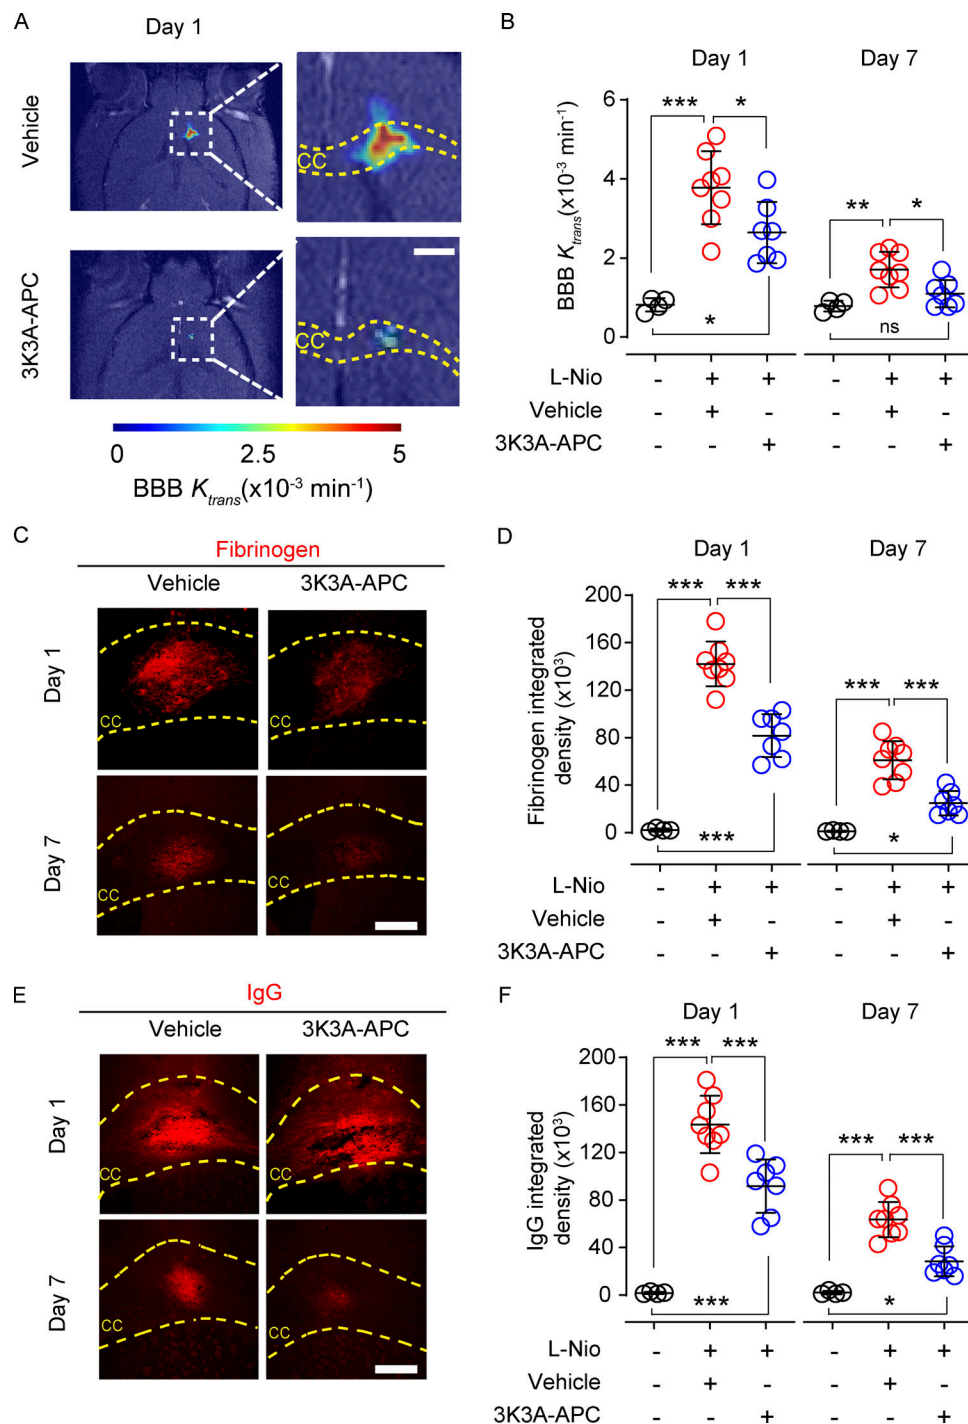 A
Day 1
Vehicle
CC
3K3A-APC
CC
0 2.5 5
BBB Ktrans(x10-3 min-1)
B
Day 1 Day 7
BBB Ktrans(x10-3 min-1)
6
4
2
0
*** *
*
** *
ns
L-Nio - + + - + +
Vehicle - + - - + -
3K3A-APC - - + - - +
C
Fibrinogen
Vehicle 3K3A-APC
Day 1
CC
Day 7
CC
D
Day 1 Day 7
Fibrinogen integrated
density (x103)
200
160
120
80
40
0
*** ***
***
*** ***
*
L-Nio - + + - + +
Vehicle - + - - + -
3K3A-APC - - + - - +
E
IgG
Vehicle 3K3A-APC
Day 1
CC
Day 7
CC
F
Day 1 Day 7
IgG integrated
density (x103)
200
160
120
80
40
0
*** ***
***
*** ***
*
L-Nio - + + - + +
Vehicle - + - - + -
3K3A-APC - - + - - +